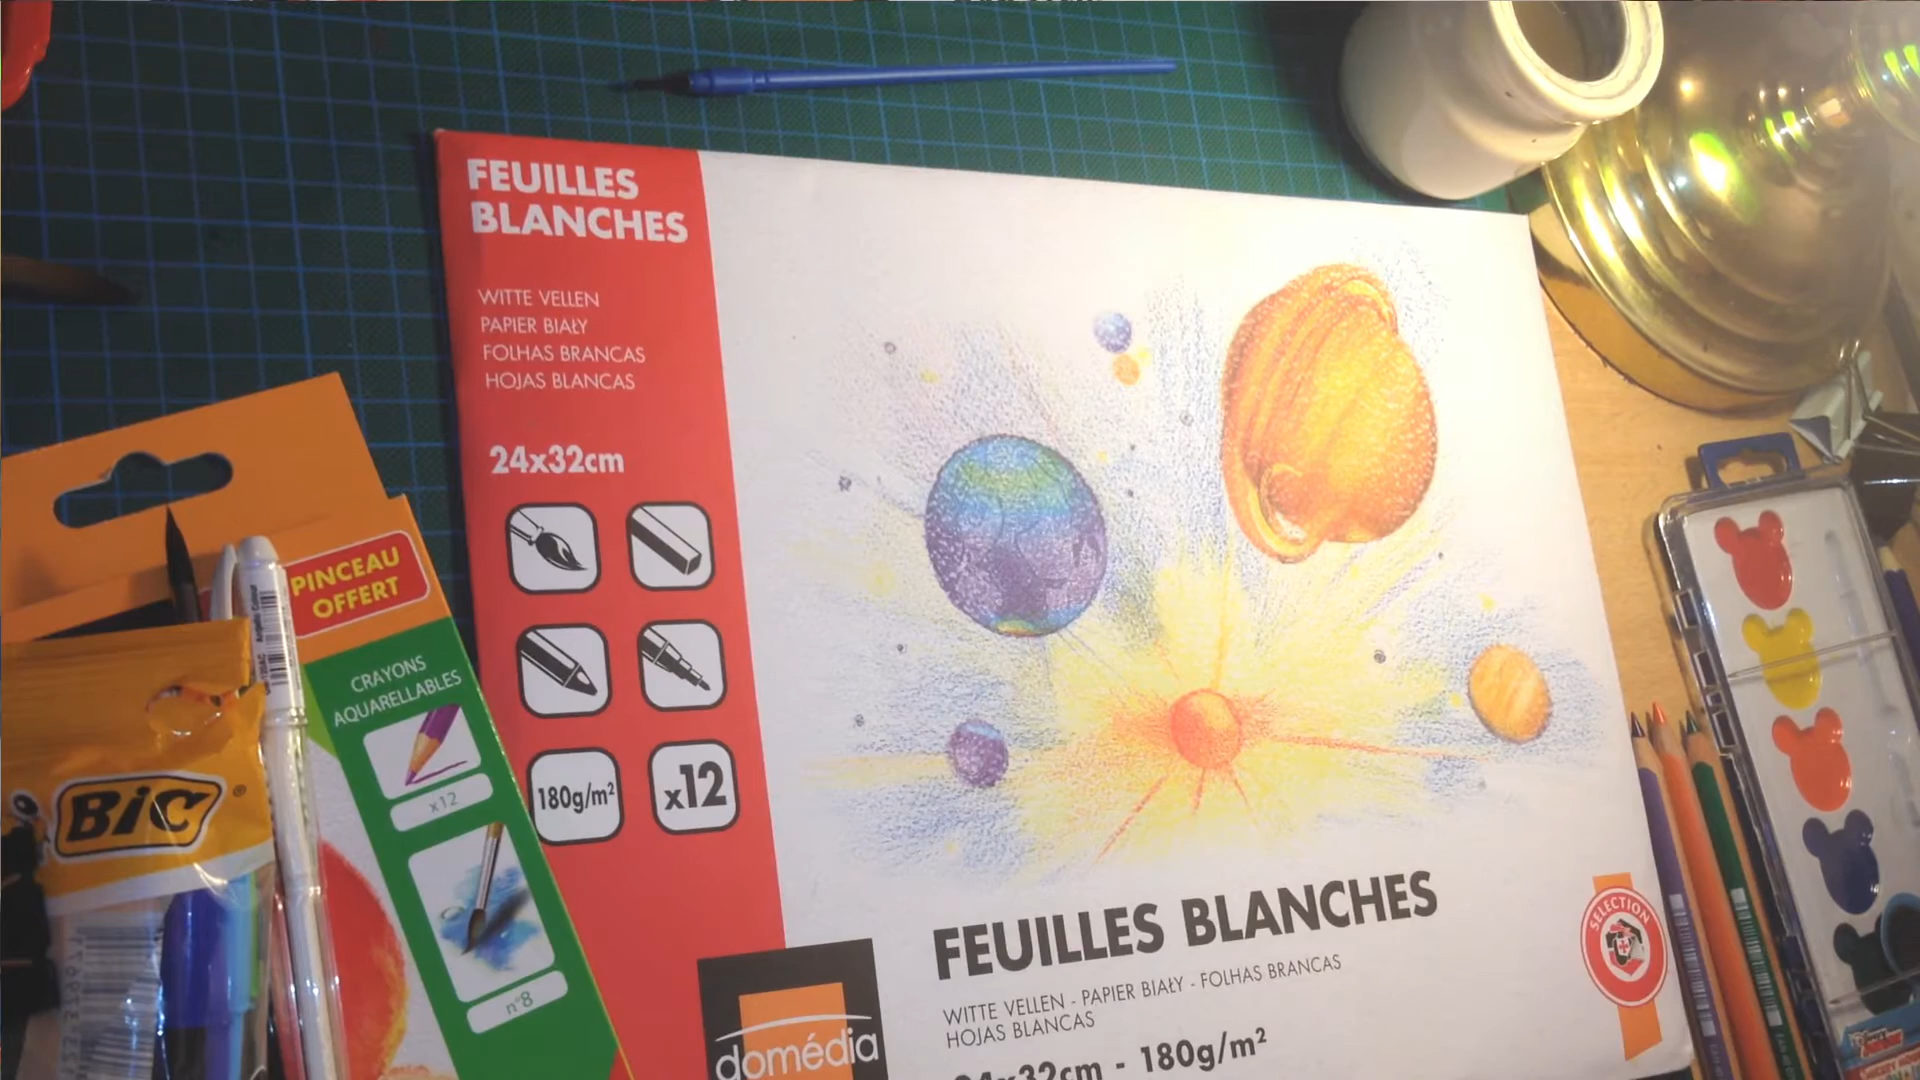 FEUILLES
BLANCHES
WITTE VELLEN
PAPIER BIAŁY
FOLHAS BRANCAS
HOJAS BLANCAS
24x32cm
180g/m²
x12
PINCEAU
OFFERT
CRAYONS
AQUARELLABLES
x12
n°8
BiC
FEUILLES BLANCHES
WITTE VELLEN - PAPIER BIAŁY - FOLHAS BRANCAS
HOJAS BLANCAS
24x32cm - 180g/m²
domédia
SELECTION